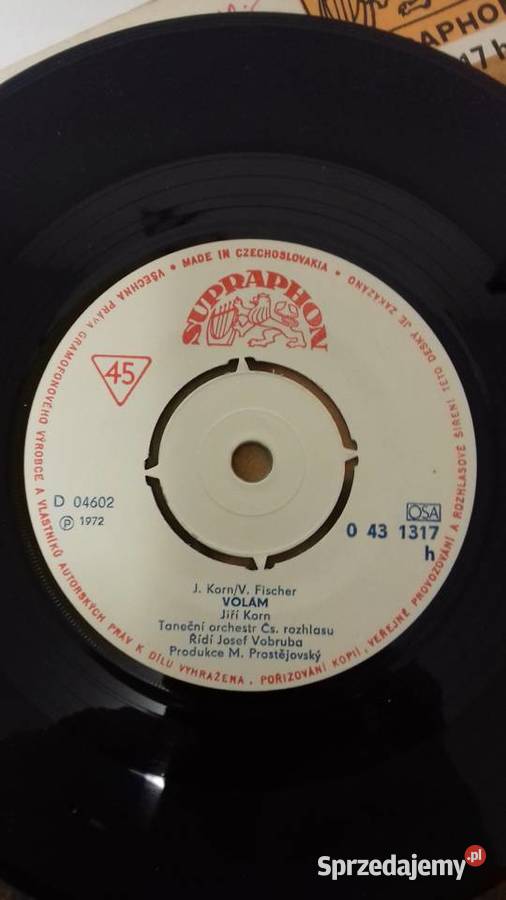 APHO
17 h
SUPRAPHON
• MADE IN CZECHOSLOVAKIA •
VŠECHNA PRÁVA GRAMOFONOVÉHO VÝROBCE A VLASTNÍKŮ AUTORSKÝCH PRÁV K DÍLU VYHRAŽENA. POŘIZOVÁNÍ KOPIÍ, VEŘEJNÉ PROVOZOVÁNÍ A ROZHLASOVÉ ŠÍŘENÍ TÉTO DESKY JE ZAKÁZÁNO
45
D 04602
Ⓟ 1972
OSA
0 43 1317
h
J. Korn/V. Fischer
VOLÁM
Jiří Korn
Taneční orchestr Čs. rozhlasu
Řídí Josef Vobruba
Produkce M. Prostějovský
Sprzedajemy.pl